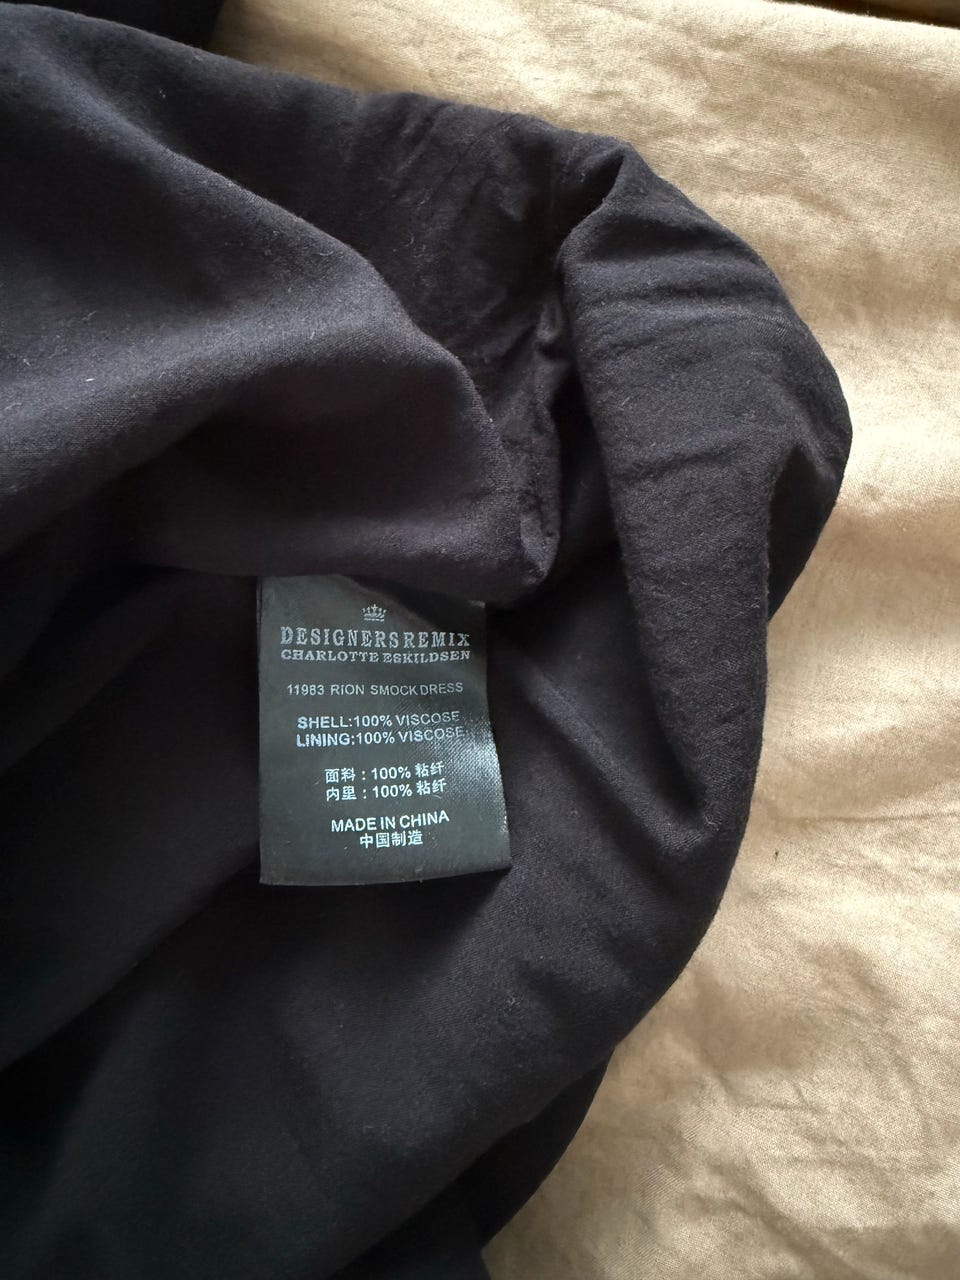 DESIGNERS REMIX
CHARLOTTE ESKILDSEN
11983 RION SMOCK DRESS
SHELL:100% VISCOSE
LINING:100% VISCOSE
面料：100% 粘纤
内里：100% 粘纤
MADE IN CHINA
中国制造